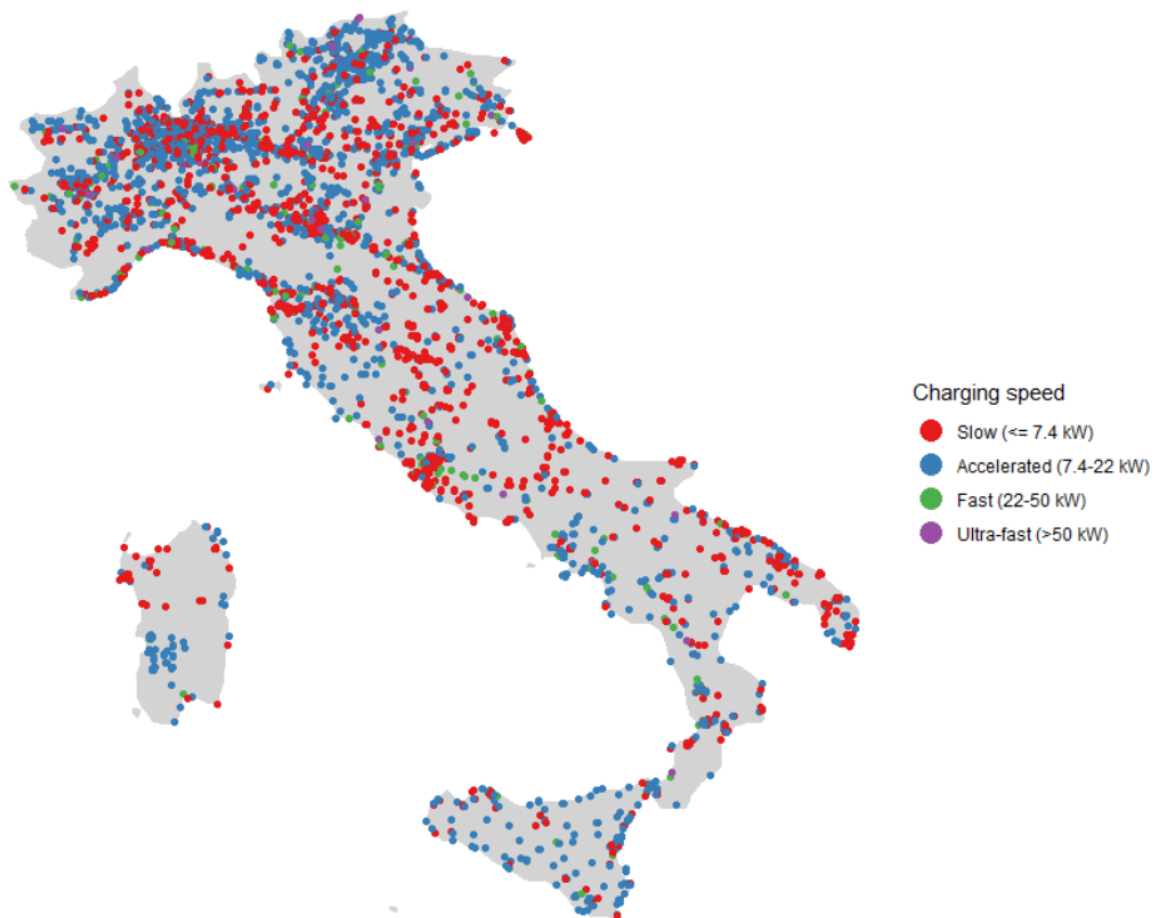 Charging speed
Slow (<= 7.4 kW)
Accelerated (7.4-22 kW)
Fast (22-50 kW)
Ultra-fast (>50 kW)